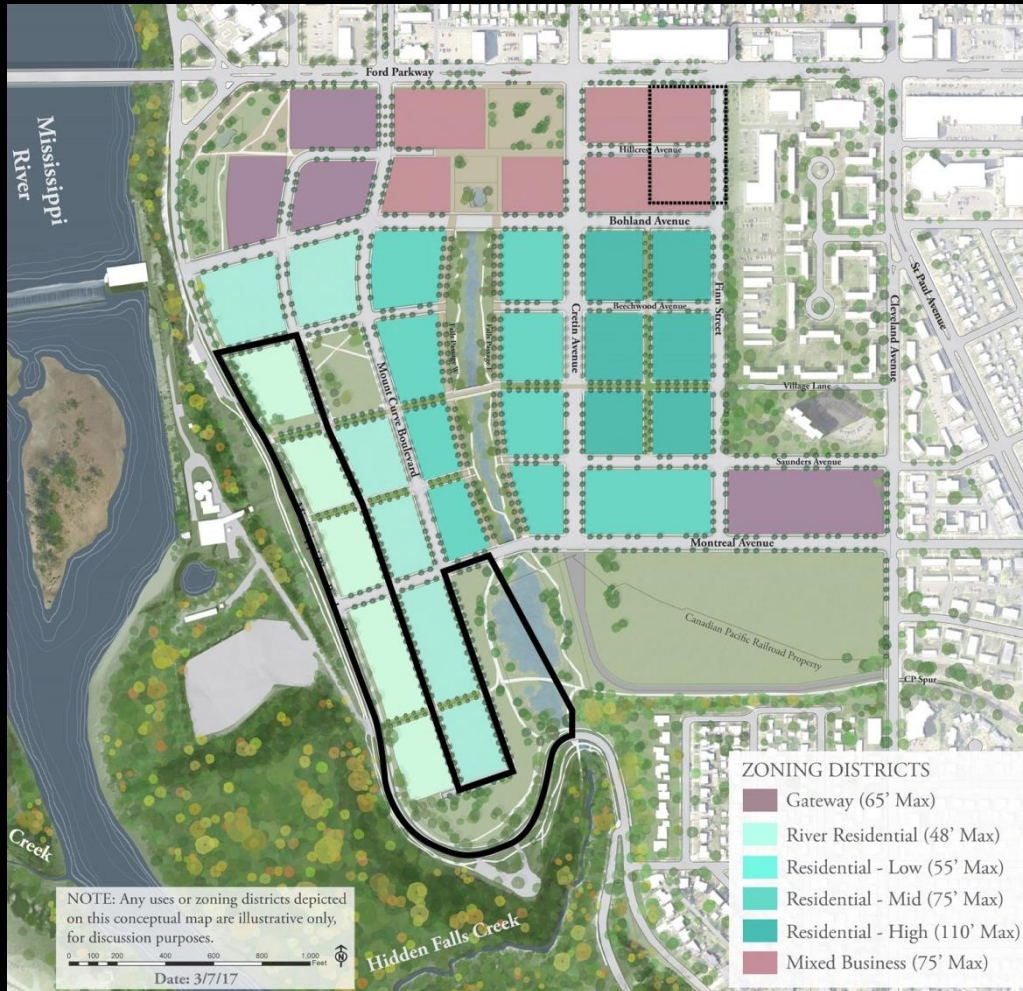 Ford Parkway
Mississippi
River
Hillcrest Avenue
Bohland Avenue
Beechwood Avenue
Falls Passage W
Falls Passage E
Cretin Avenue
Finn Street
Mount Curve Boulevard
St Paul Avenue
Cleveland Avenue
Village Lane
Saunders Avenue
Montreal Avenue
Canadian Pacific Railroad Property
CP Spur
Creek
Hidden Falls Creek
ZONING DISTRICTS
Gateway (65' Max)
River Residential (48' Max)
Residential - Low (55' Max)
Residential - Mid (75' Max)
Residential - High (110' Max)
Mixed Business (75' Max)
NOTE: Any uses or zoning districts depicted
on this conceptual map are illustrative only,
for discussion purposes.
0 100 200 400 600 800 1,000
Feet
Date: 3/7/17